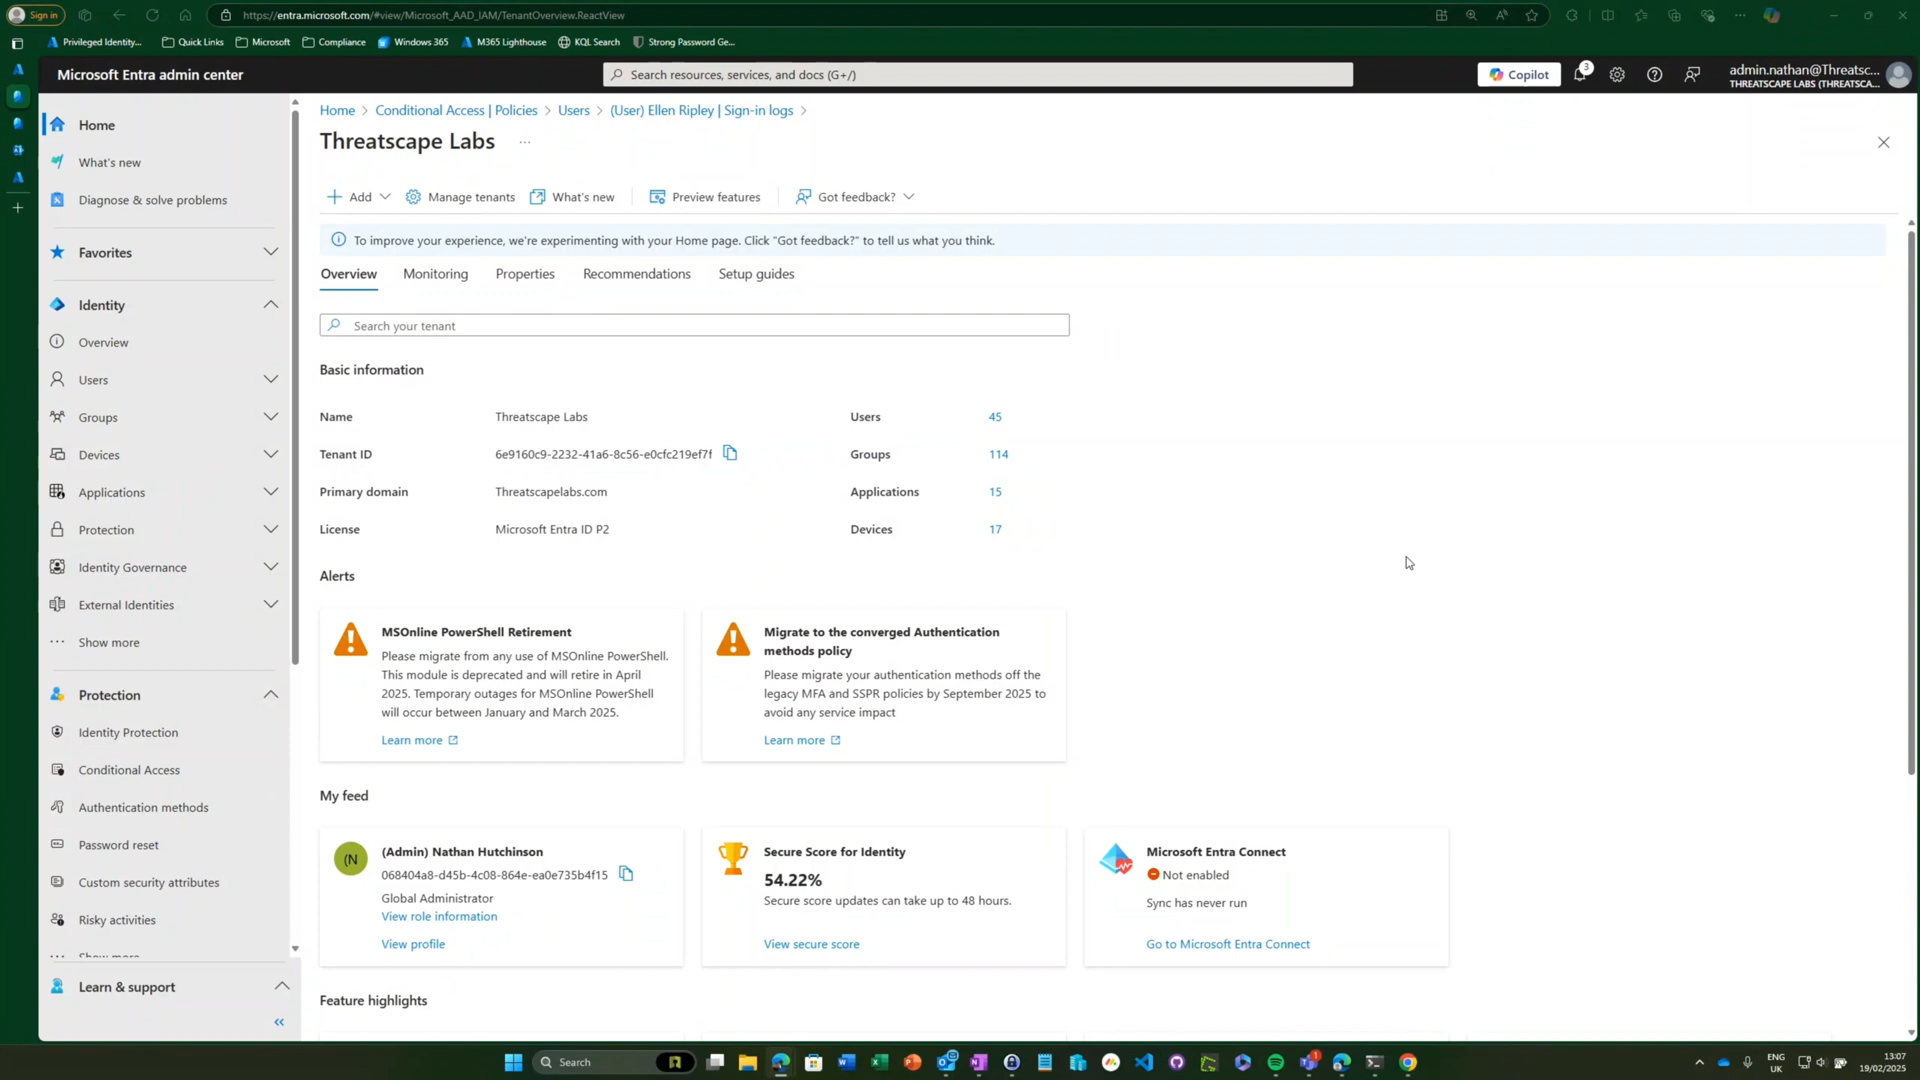 Sign in
https://entra.microsoft.com/#view/Microsoft_AAD_IAM/TenantOverview.ReactView
Privileged Identity...
Quick Links
Microsoft
Compliance
Windows 365
M365 Lighthouse
KQL Search
Strong Password Ge...
Microsoft Entra admin center
Search resources, services, and docs (G+/)
Copilot
3
admin.nathan@Threatsc...
THREATSCAPE LABS (THREATSCA...
Home
What's new
Diagnose & solve problems
Favorites
Identity
Overview
Users
Groups
Devices
Applications
Protection
Identity Governance
External Identities
Show more
Protection
Identity Protection
Conditional Access
Authentication methods
Password reset
Custom security attributes
Risky activities
Show more
Learn & support
Home > Conditional Access | Policies > Users > (User) Ellen Ripley | Sign-in logs >
Threatscape Labs ...
Add
Manage tenants
What's new
Preview features
Got feedback?
To improve your experience, we're experimenting with your Home page. Click "Got feedback?" to tell us what you think.
Overview
Monitoring
Properties
Recommendations
Setup guides
Search your tenant
Basic information
Name Threatscape Labs Users 45
Tenant ID 6e9160c9-2232-41a6-8c56-e0cfc219ef7f Groups 114
Primary domain Threatscapelabs.com Applications 15
License Microsoft Entra ID P2 Devices 17
Alerts
MSOnline PowerShell Retirement
Please migrate from any use of MSOnline PowerShell.
This module is deprecated and will retire in April
2025. Temporary outages for MSOnline PowerShell
will occur between January and March 2025.
Learn more
Migrate to the converged Authentication
methods policy
Please migrate your authentication methods off the
legacy MFA and SSPR policies by September 2025 to
avoid any service impact
Learn more
My feed
(N
(Admin) Nathan Hutchinson
068404a8-d45b-4c08-864e-ea0e735b4f15
Global Administrator
View role information
View profile
Secure Score for Identity
54.22%
Secure score updates can take up to 48 hours.
View secure score
Microsoft Entra Connect
Not enabled
Sync has never run
Go to Microsoft Entra Connect
Feature highlights
Search
ENG
UK
13:07
19/02/2025